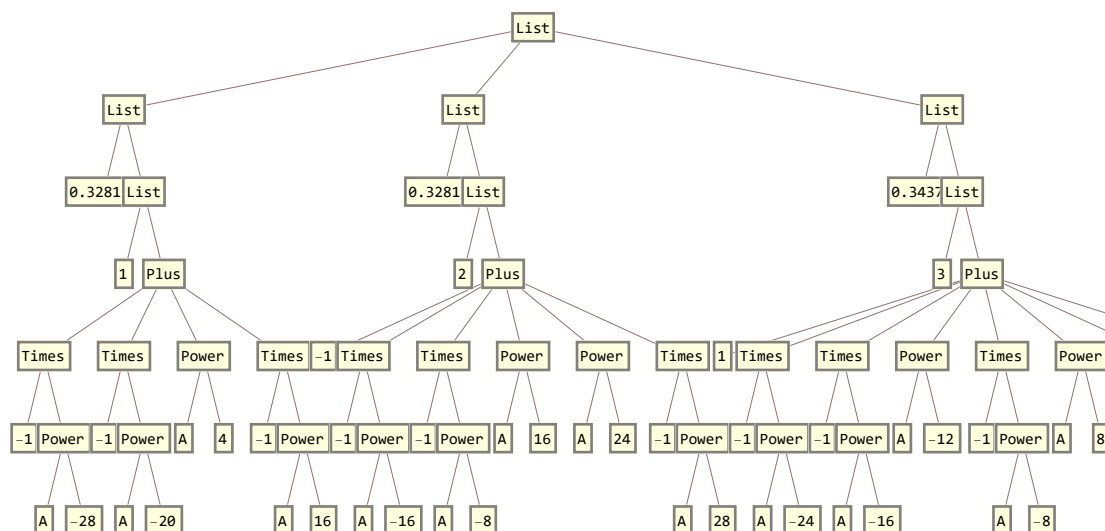 List
List List List
0.3281 List 0.3281 List 0.3437 List
1 Plus 2 Plus 3 Plus
Times Times Power Times −1 Times Times Power Power Times 1 Times Times Power Times Power
−1 Power −1 Power A 4 −1 Power −1 Power −1 Power A 16 A 24 −1 Power −1 Power −1 Power A −12 −1 Power A 8
A −28 A −20 A 16 A −16 A −8 A 28 A −24 A −16 A −8